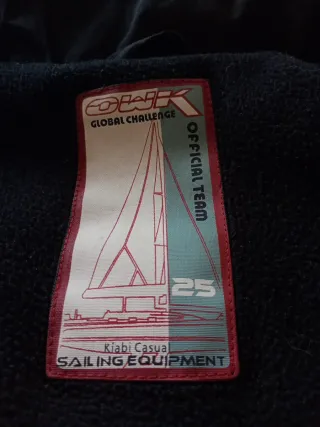 OWK
GLOBAL CHALLENGE
OFFICIAL TEAM
25
Kiabi Casual
SAILING EQUIPMENT